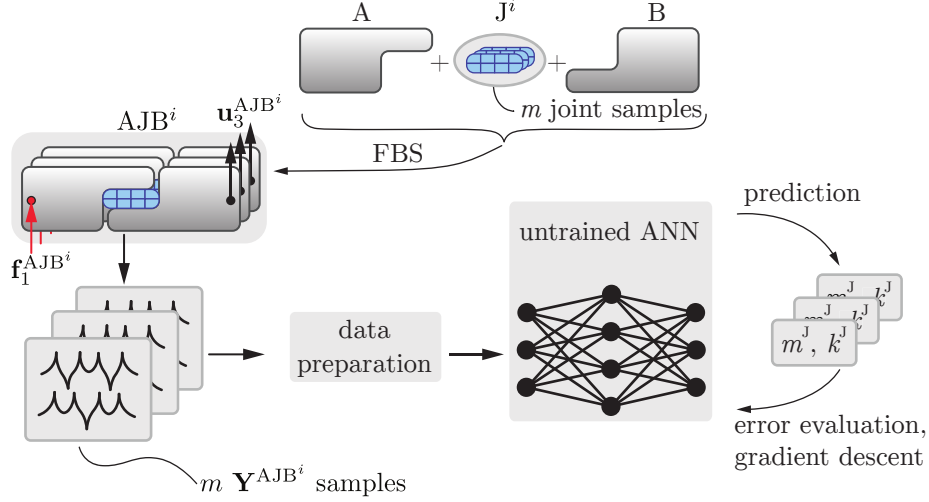 A
J^i
B
+
+
m joint samples
AJB^i
u_3^{AJB^i}
FBS
f_1^{AJB^i}
prediction
untrained ANN
m^J, k^J
m^J, k^J
m^J, k^J
data
preparation
error evaluation,
gradient descent
m Y^{AJB^i} samples